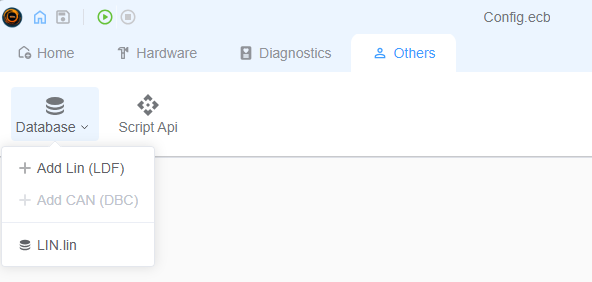 Config.ecb
Home Hardware Diagnostics Others
Database Script Api
Add Lin (LDF)
Add CAN (DBC)
LIN.lin